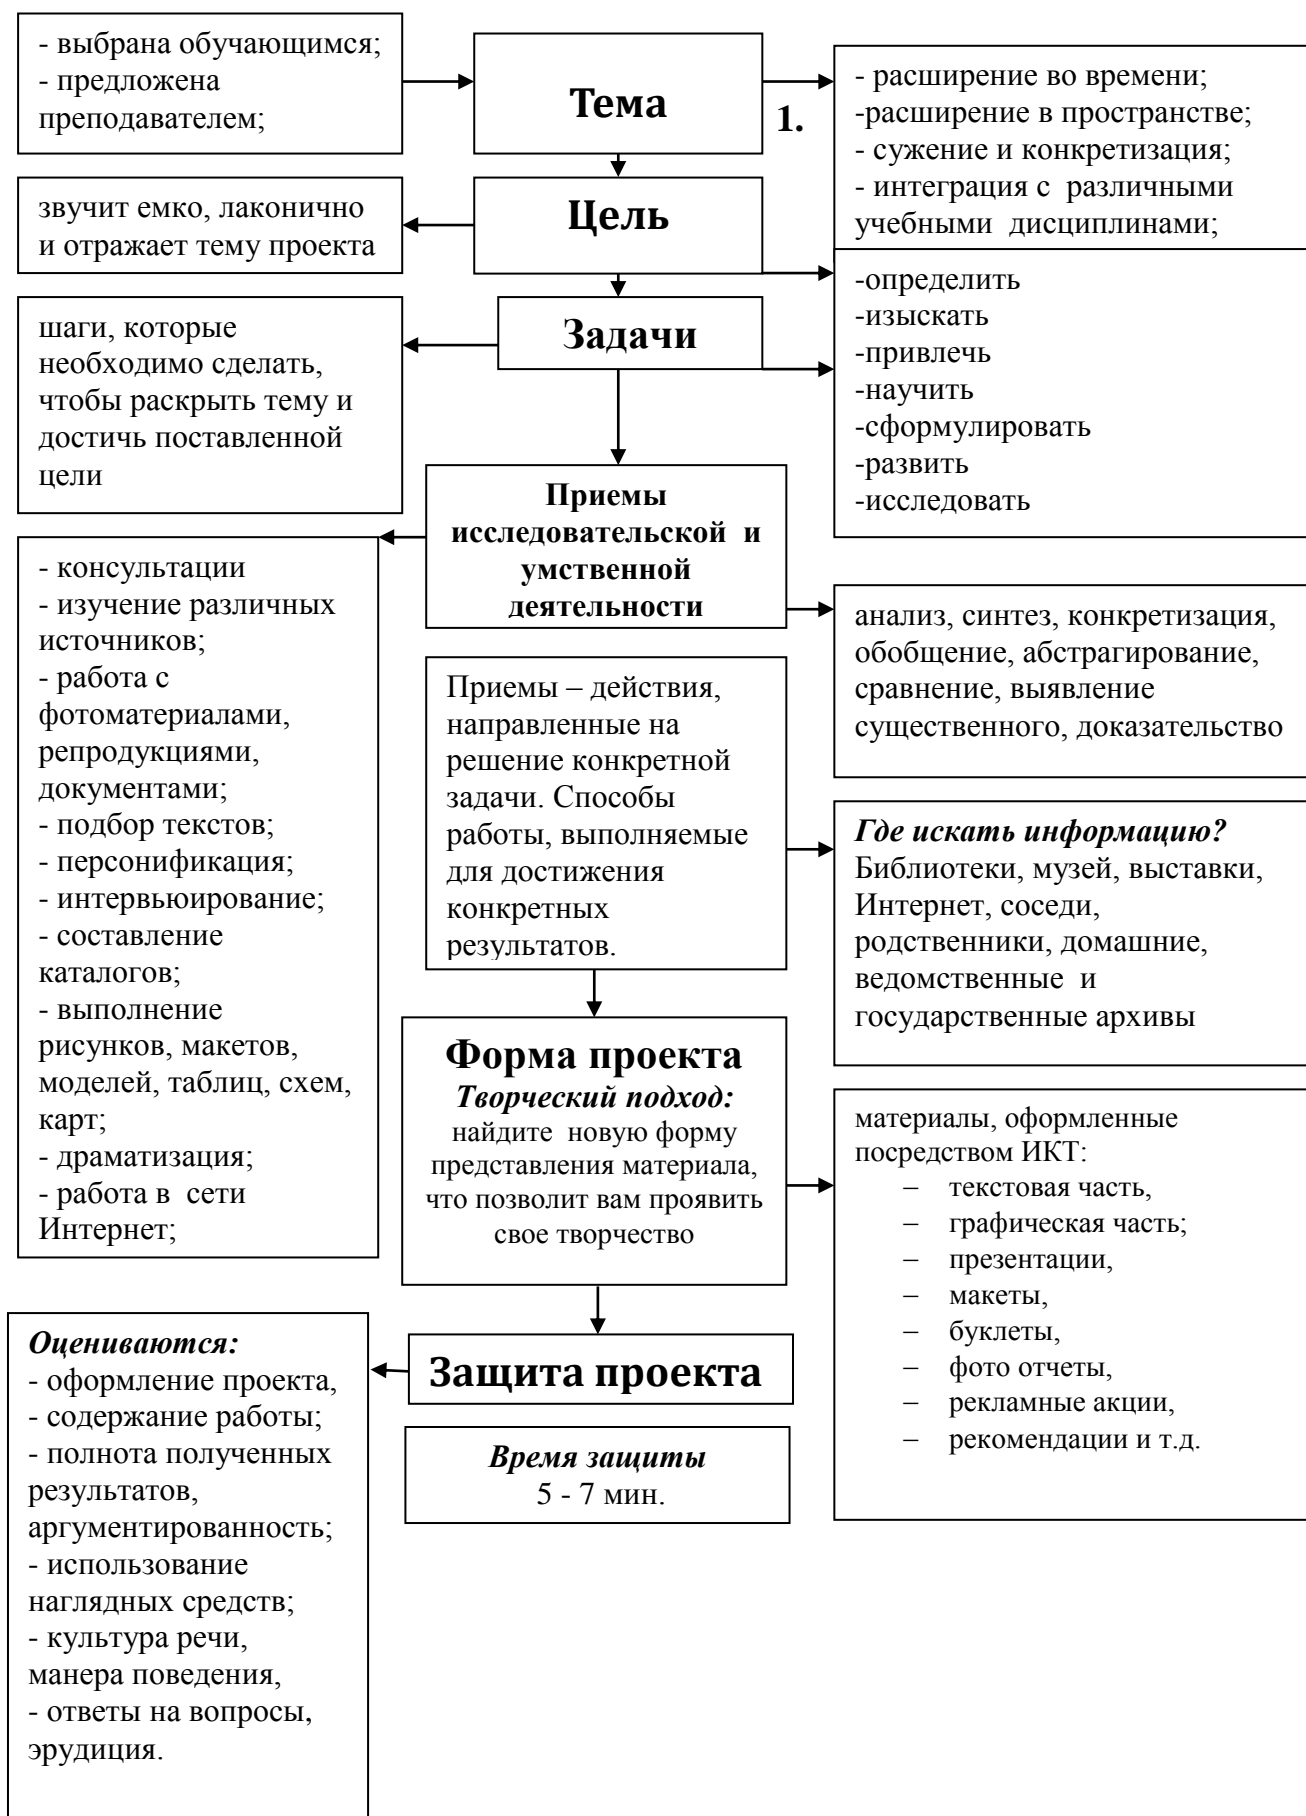 - выбрана обучающимся;
- предложена
преподавателем;
Тема
1.
- расширение во времени;
-расширение в пространстве;
- сужение и конкретизация;
- интеграция с различными
учебными дисциплинами;
звучит емко, лаконично
и отражает тему проекта
Цель
-определить
-изыскать
-привлечь
-научить
-сформулировать
-развить
-исследовать
шаги, которые
необходимо сделать,
чтобы раскрыть тему и
достичь поставленной
цели
Задачи
Приемы
исследовательской и
умственной
деятельности
- консультации
- изучение различных
источников;
- работа с
фотоматериалами,
репродукциями,
документами;
- подбор текстов;
- персонификация;
- интервьюирование;
- составление
каталогов;
- выполнение
рисунков, макетов,
моделей, таблиц, схем,
карт;
- драматизация;
- работа в сети
Интернет;
анализ, синтез, конкретизация,
обобщение, абстрагирование,
сравнение, выявление
существенного, доказательство
Приемы – действия,
направленные на
решение конкретной
задачи. Способы
работы, выполняемые
для достижения
конкретных
результатов.
Где искать информацию?
Библиотеки, музей, выставки,
Интернет, соседи,
родственники, домашние,
ведомственные и
государственные архивы
Форма проекта
Творческий подход:
найдите новую форму
представления материала,
что позволит вам проявить
свое творчество
материалы, оформленные
посредством ИКТ:
– текстовая часть,
– графическая часть;
– презентации,
– макеты,
– буклеты,
– фото отчеты,
– рекламные акции,
– рекомендации и т.д.
Защита проекта
Время защиты
5 - 7 мин.
Оцениваются:
- оформление проекта,
- содержание работы;
- полнота полученных
результатов,
аргументированность;
- использование
наглядных средств;
- культура речи,
манера поведения,
- ответы на вопросы,
эрудиция.